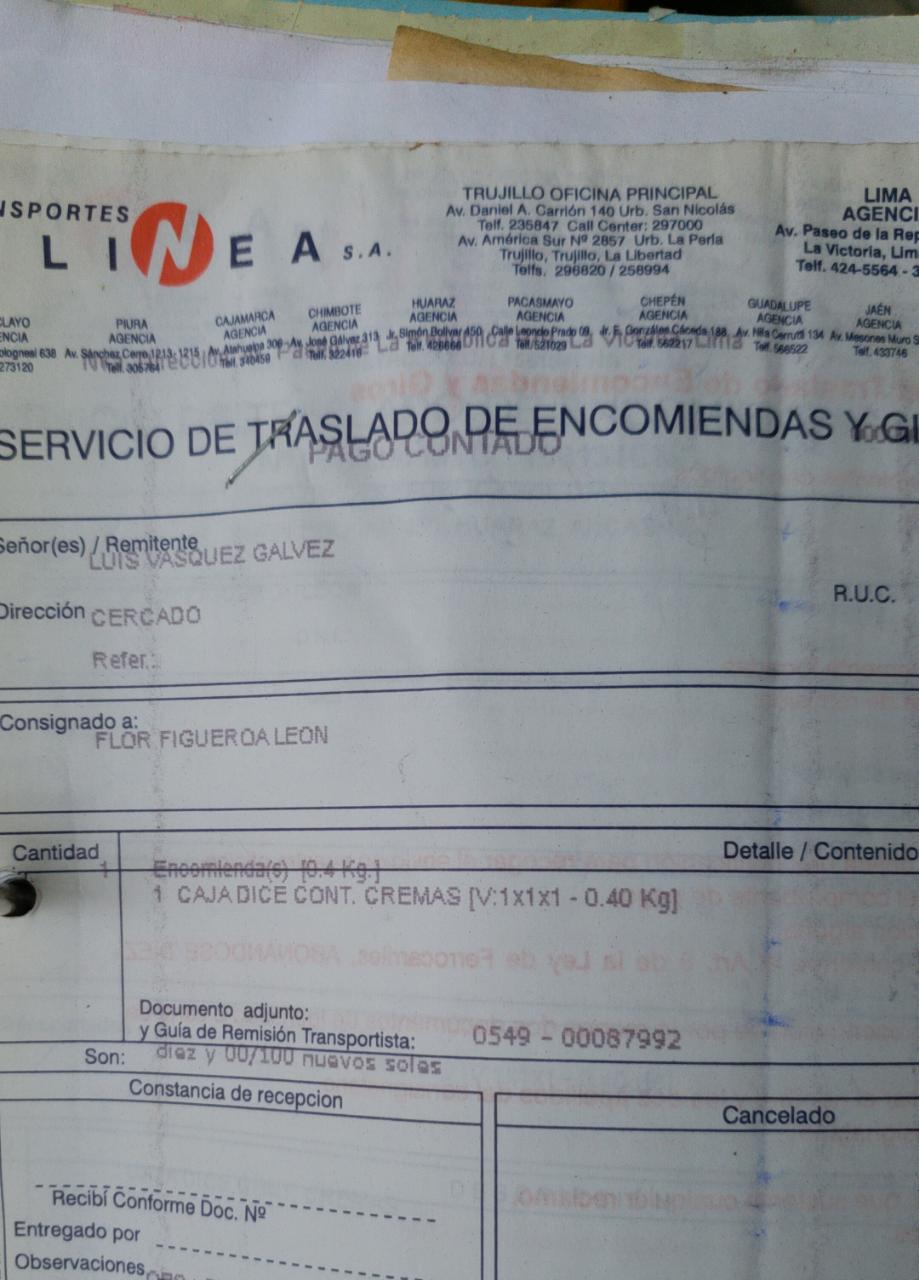 NSPORTES
LINEA S.A.
TRUJILLO OFICINA PRINCIPAL
Av. Daniel A. Carrión 140 Urb. San Nicolás
Telf. 235847 Call Center: 297000
Av. América Sur Nº 2857 Urb. La Perla
Trujillo, Trujillo, La Libertad
Telfs. 296820 / 258994
LIMA
AGENCI
Av. Paseo de la Rep
La Victoria, Lim
Telf. 424-5564 - 3
LAYO
ENCIA
olognesi 638
273120
PIURA
AGENCIA
Av. Sánchez Cerro 1213-1215
Telf. 305784
CAJAMARCA
AGENCIA
Av. Atahualpa 306
Telf. 340459
CHIMBOTE
AGENCIA
Av. José Gálvez 313
Telf. 322416
HUARAZ
AGENCIA
Jr. Simón Bolívar 450
Telf. 426666
PACASMAYO
AGENCIA
Calle Leoncio Prado 09
Telf. 521029
CHEPÉN
AGENCIA
Jr. E. Gonzáles Cáceda 188
Telf. 562217
GUADALUPE
AGENCIA
Av. Nila Cerruti 134
Telf. 566522
JAÉN
AGENCIA
Av. Mesones Muro S
Telf. 433746
SERVICIO DE TRASLADO DE ENCOMIENDAS Y GI
PAGO CONTADO
Señor(es) / Remitente
LUIS VASQUEZ GALVEZ
R.U.C.
Dirección CERCADO
Refer.:
Consignado a:
FLOR FIGUEROA LEON
Cantidad
Detalle / Contenido
1 Encomienda(s) [0.4 Kg.]
1 CAJA DICE CONT. CREMAS [V:1x1x1 - 0.40 Kg]
Documento adjunto:
y Guía de Remisión Transportista: 0549 - 00087992
Son: diez y 00/100 nuevos soles
Constancia de recepcion
Cancelado
Recibí Conforme Doc. Nº
Entregado por
Observaciones